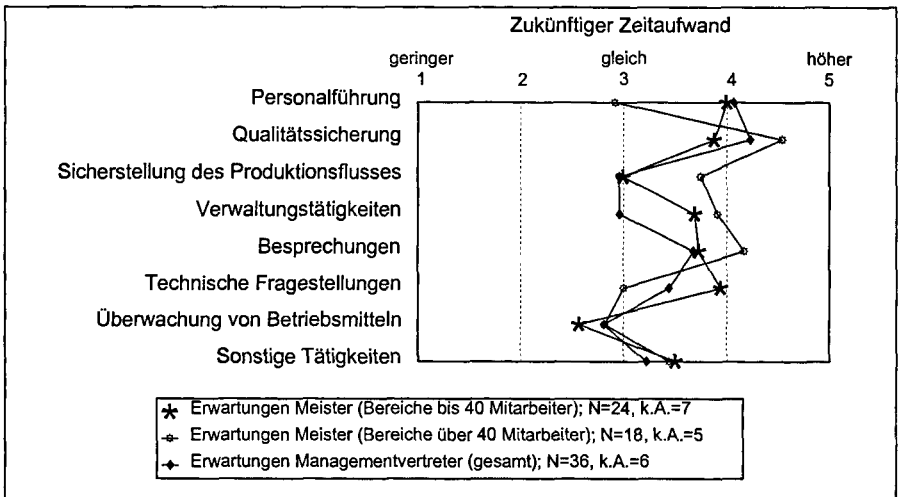 Zukünftiger Zeitaufwand
geringer gleich höher
1 2 3 4 5
Personalführung
Qualitätssicherung
Sicherstellung des Produktionsflusses
Verwaltungstätigkeiten
Besprechungen
Technische Fragestellungen
Überwachung von Betriebsmitteln
Sonstige Tätigkeiten
Erwartungen Meister (Bereiche bis 40 Mitarbeiter); N=24, k.A.=7
Erwartungen Meister (Bereiche über 40 Mitarbeiter); N=18, k.A.=5
Erwartungen Managementvertreter (gesamt); N=36, k.A.=6